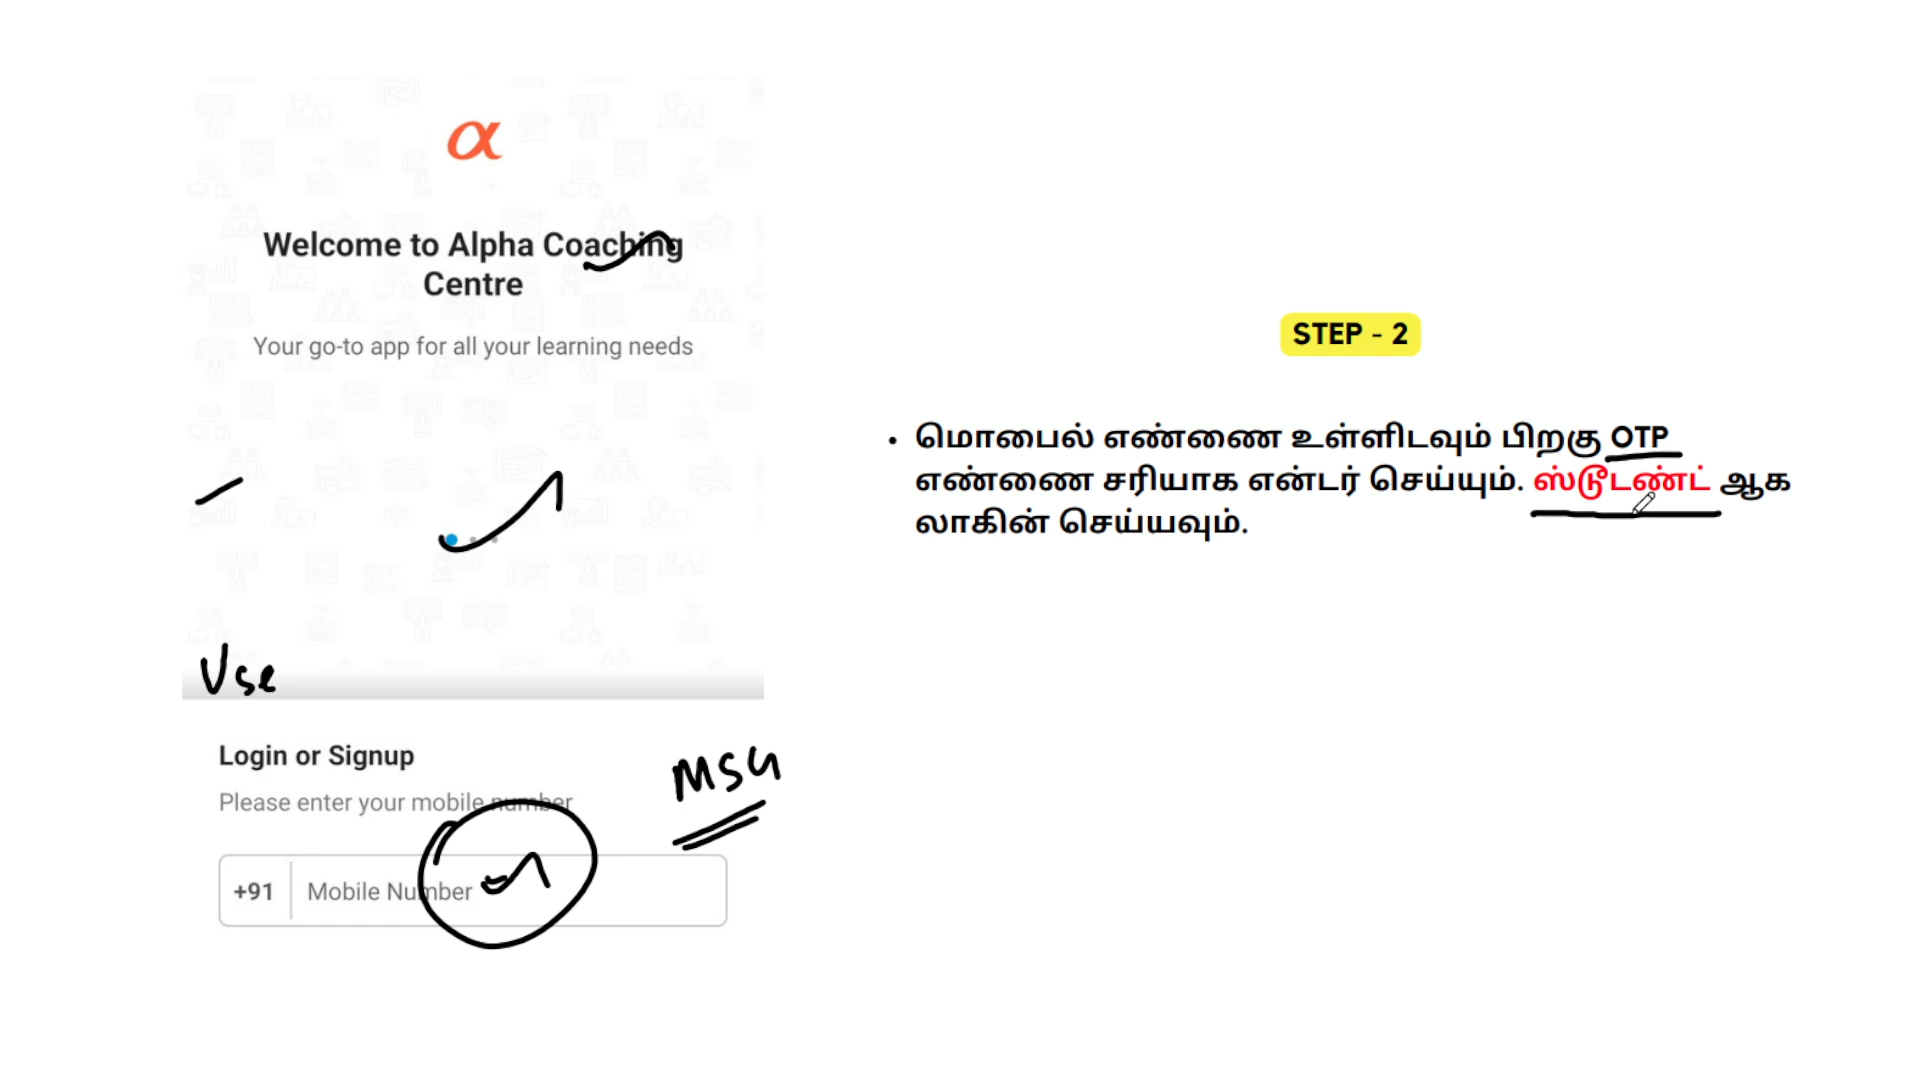 α
Welcome to Alpha Coaching
Centre
Your go-to app for all your learning needs
Use
Login or Signup
Please enter your mobile number
MSG
+91 Mobile Number
STEP - 2
• மொபைல் எண்ணை உள்ளிடவும் பிறகு OTP
எண்ணை சரியாக என்டர் செய்யும். ஸ்டூடண்ட் ஆக
லாகின் செய்யவும்.